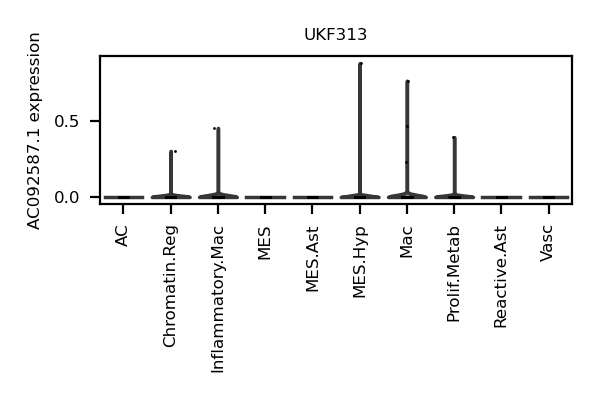 UKF313
AC092587.1 expression
0.5
0.0
AC
Chromatin.Reg
Inflammatory.Mac
MES
MES.Ast
MES.Hyp
Mac
Prolif.Metab
Reactive.Ast
Vasc